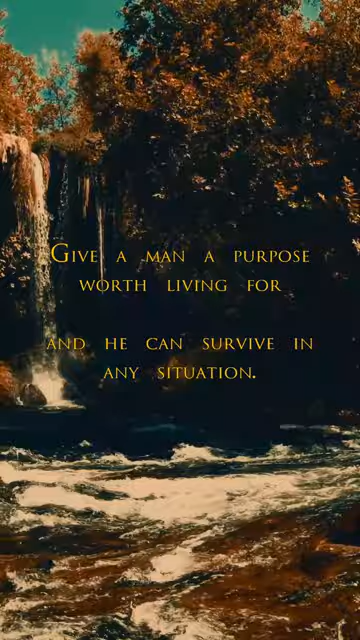 Give a man a purpose
worth living for
and he can survive in
any situation.